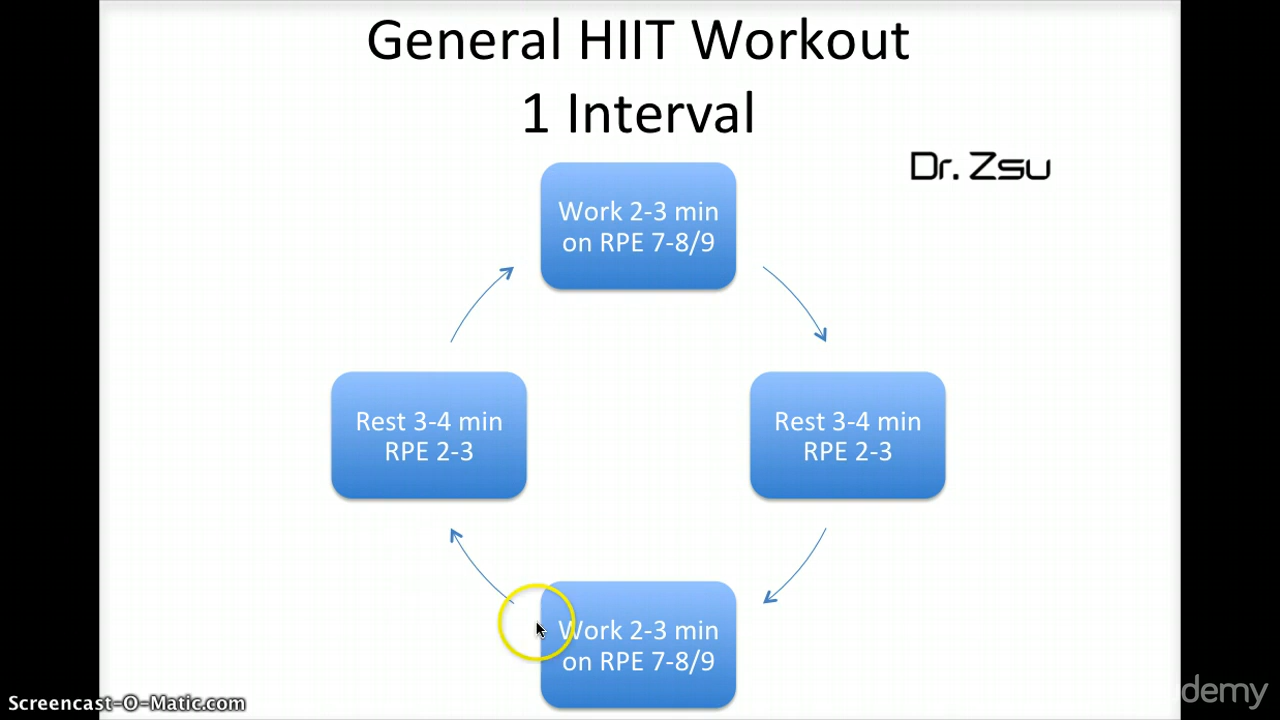 General HIIT Workout
1 Interval
Dr. Zsu
Work 2-3 min
on RPE 7-8/9
Rest 3-4 min
RPE 2-3
Rest 3-4 min
RPE 2-3
Work 2-3 min
on RPE 7-8/9
Screencast-O-Matic.com
demy